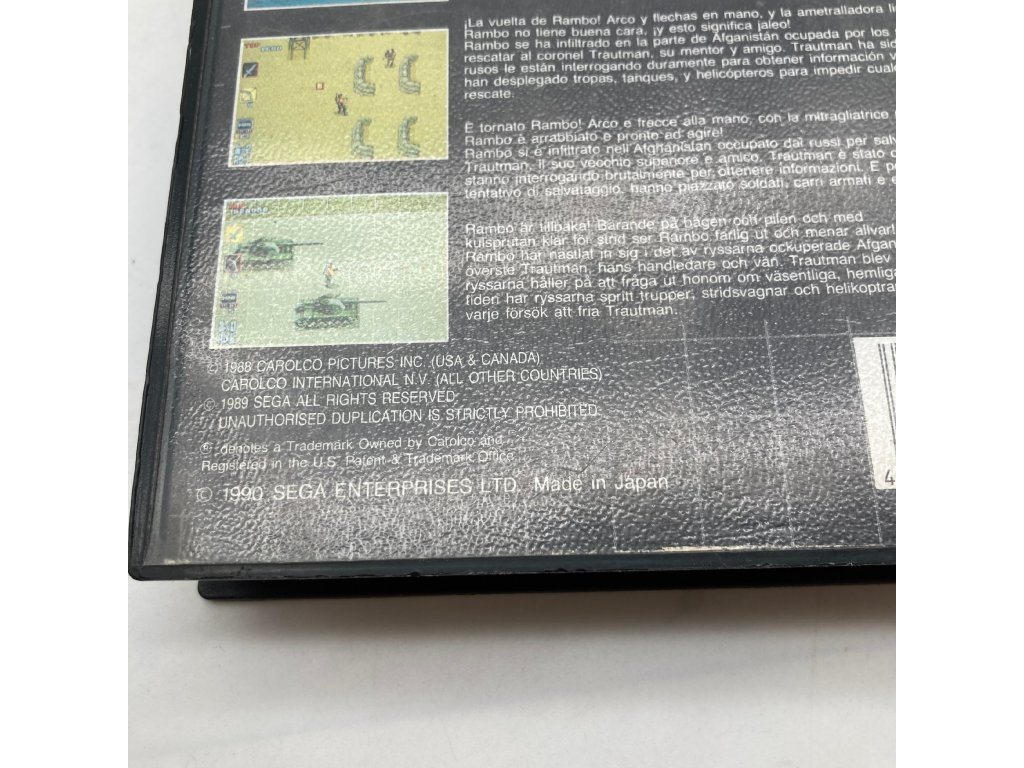 ¡La vuelta de Rambo! Arco y flechas en mano, y la ametralladora
Rambo no tiene buena cara, ¡y esto significa jaleo!
Rambo se ha infiltrado en la parte de Afganistán ocupada por los
rescatar al coronel Trautman, su mentor y amigo. Trautman ha sid
rusos le están interrogando duramente para obtener información
han desplegado tropas, tanques, y helicópteros para impedir cual
rescate.
È tornato Rambo! Arco e frecce alla mano, con la mitragliatrice
Rambo è arrabbiato e pronto ad agire!
Rambo si è infiltrato nell Afghanistan occupato dai russi per sal
Trautman, il suo vecchio superiore e amico. Trautman è stato
stanno interrogando brutalmente per ottenere informazioni. E p
tentativo di salvataggio, hanno piazzato soldati, carri armati e e
Rambo är tillbaka! Bärande på bågen och pilen och med
kulsprutan klar för strid ser Rambo farlig ut och menar allvar!
Rambo har nästlat in sig i det av ryssarna ockuperade Afgan
överste Trautman, hans handledare och vän. Trautman blev
ryssarna håller på att fråga ut honom om väsentliga, hemliga
tiden har ryssarna spritt trupper, stridsvagnar och helikoptra
varje försök att fria Trautman.
© 1988 CAROLCO PICTURES INC. (USA & CANADA)
CAROLCO INTERNATIONAL N.V. (ALL OTHER COUNTRIES)
© 1989 SEGA ALL RIGHTS RESERVED.
UNAUTHORISED DUPLICATION IS STRICTLY PROHIBITED.
denotes a Trademark Owned by Carolco and
Registered in the U.S. Patent & Trademark Office
© 1990 SEGA ENTERPRISES LTD. Made in Japan
4